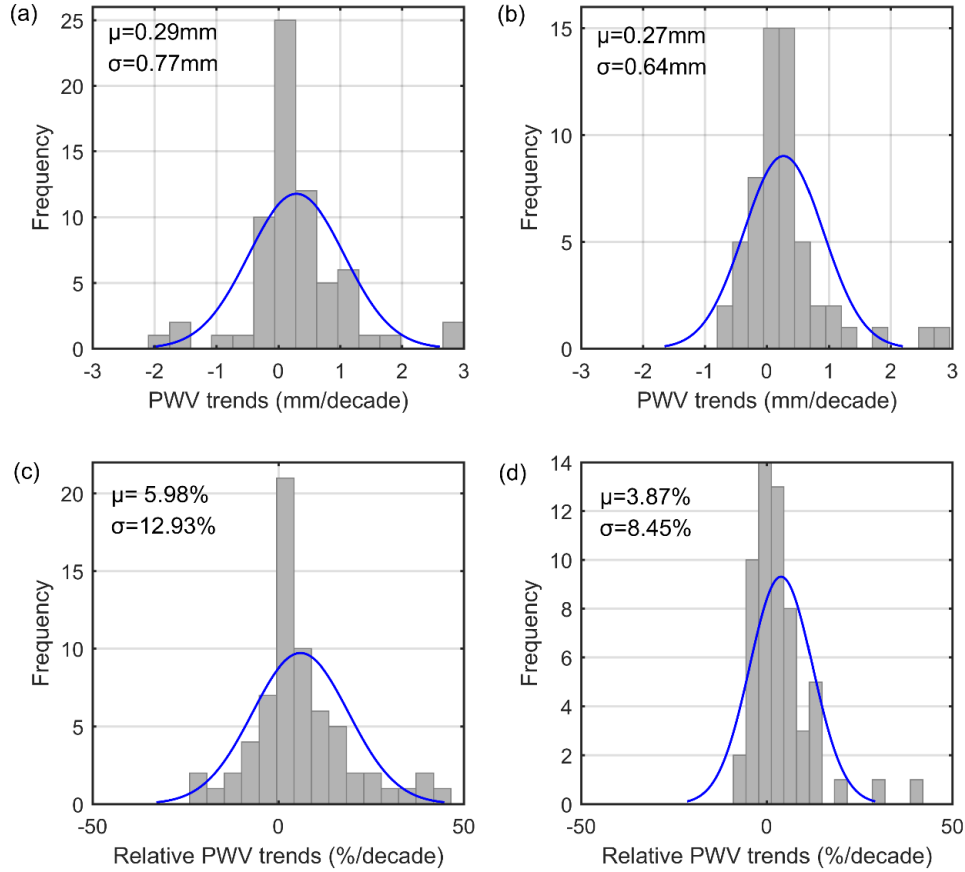 (a)
μ=0.29mm
σ=0.77mm
25
20
15
10
5
0
Frequency
-3 -2 -1 0 1 2 3
PWV trends (mm/decade)
(b)
μ=0.27mm
σ=0.64mm
15
10
5
0
Frequency
-3 -2 -1 0 1 2 3
PWV trends (mm/decade)
(c)
μ= 5.98%
σ=12.93%
20
15
10
5
0
Frequency
-50 0 50
Relative PWV trends (%/decade)
(d)
μ=3.87%
σ=8.45%
14
12
10
8
6
4
2
0
Frequency
-50 0 50
Relative PWV trends (%/decade)